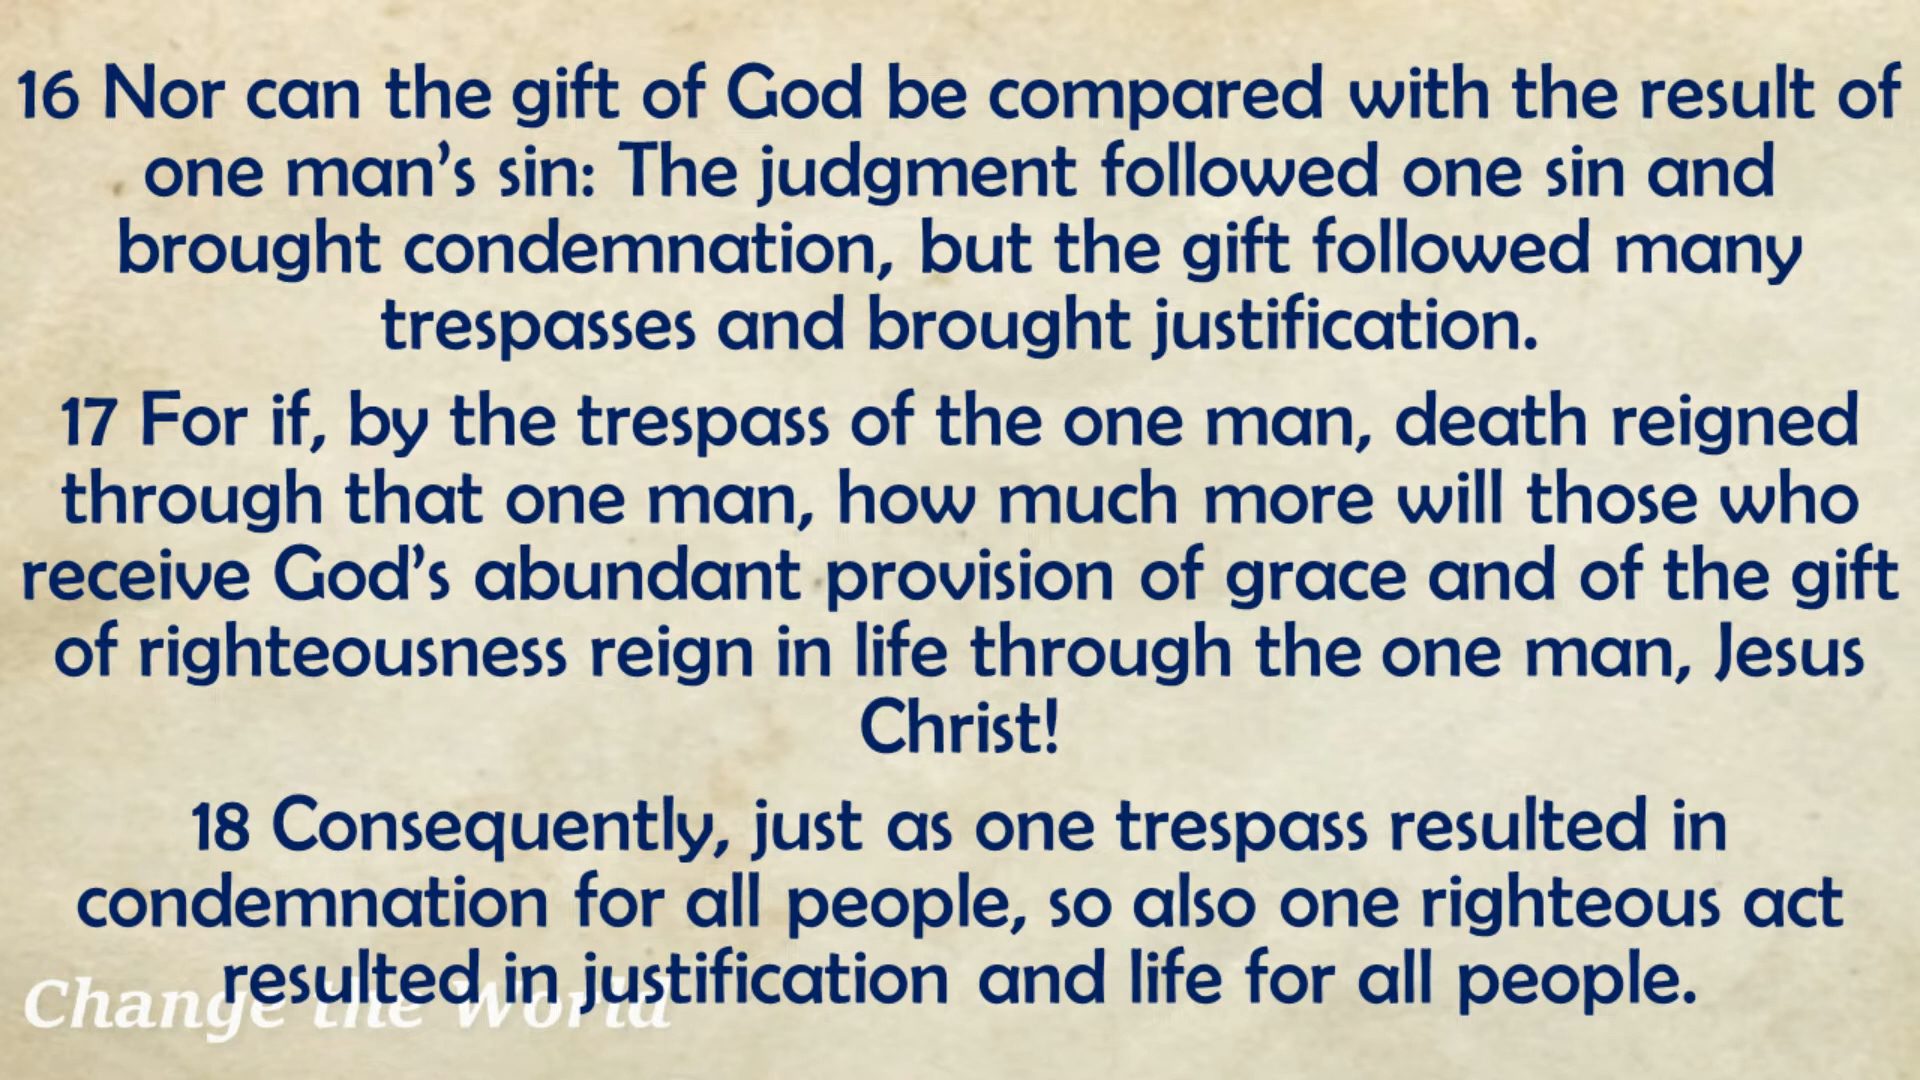 16 Nor can the gift of God be compared with the result of
one man’s sin: The judgment followed one sin and
brought condemnation, but the gift followed many
trespasses and brought justification.
17 For if, by the trespass of the one man, death reigned
through that one man, how much more will those who
receive God’s abundant provision of grace and of the gift
of righteousness reign in life through the one man, Jesus
Christ!
18 Consequently, just as one trespass resulted in
condemnation for all people, so also one righteous act
resulted in justification and life for all people.
Change the World